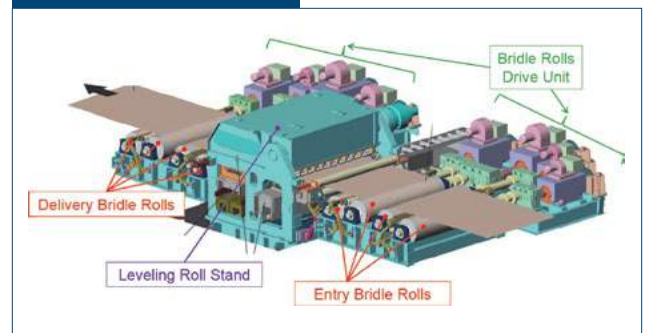 Bridle Rolls
Drive Unit
Delivery Bridle Rolls
Leveling Roll Stand
Entry Bridle Rolls